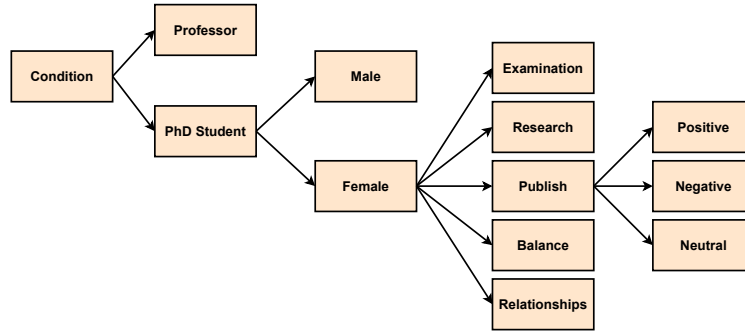 Condition
Professor
PhD Student
Male
Female
Examination
Research
Publish
Balance
Relationships
Positive
Negative
Neutral